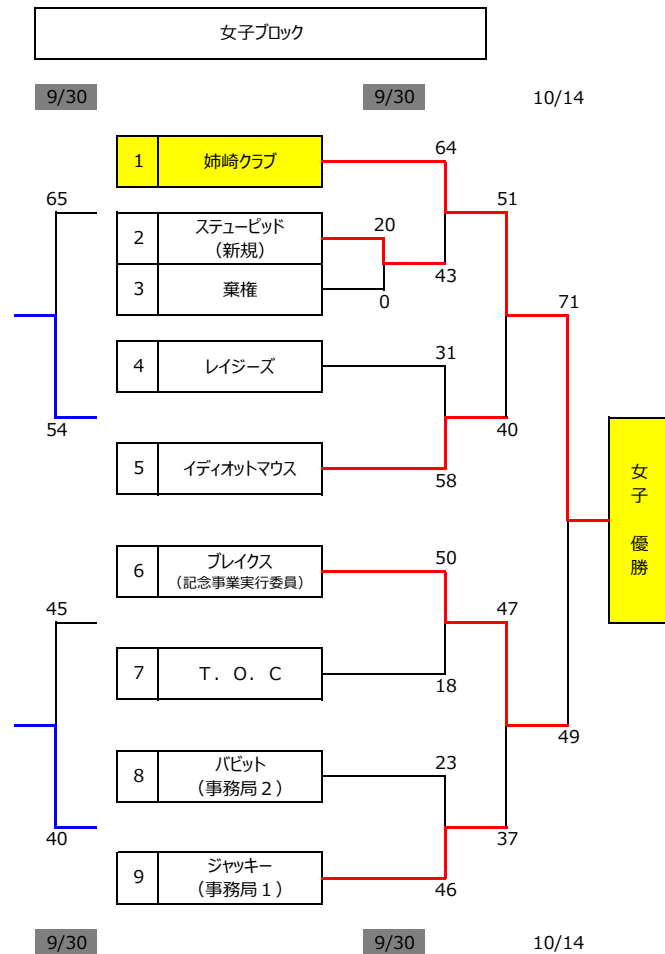 女子ブロック
9/30
9/30
10/14
64
1
姉崎クラブ
65
51
2
ステューピッド
（新規）
20
43
3
棄権
0
71
31
4
レイジーズ
54
40
5
イディオットマウス
58
女子 優勝
50
6
ブレイクス
（記念事業実行委員）
45
47
7
Ｔ．Ｏ．Ｃ
18
49
23
8
バビット
（事務局２）
40
37
9
ジャッキー
（事務局１）
46
9/30
9/30
10/14